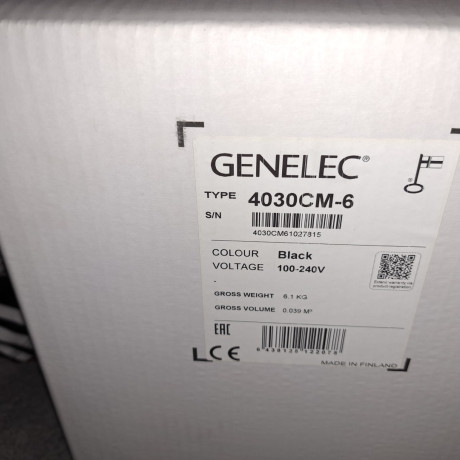 GENELEC®
TYPE 4030CM-6
S/N
4030CM61027815
COLOUR Black
VOLTAGE 100-240V
-
GROSS WEIGHT 6.1 KG
GROSS VOLUME 0.039 M³
EAC
CE
MADE IN FINLAND